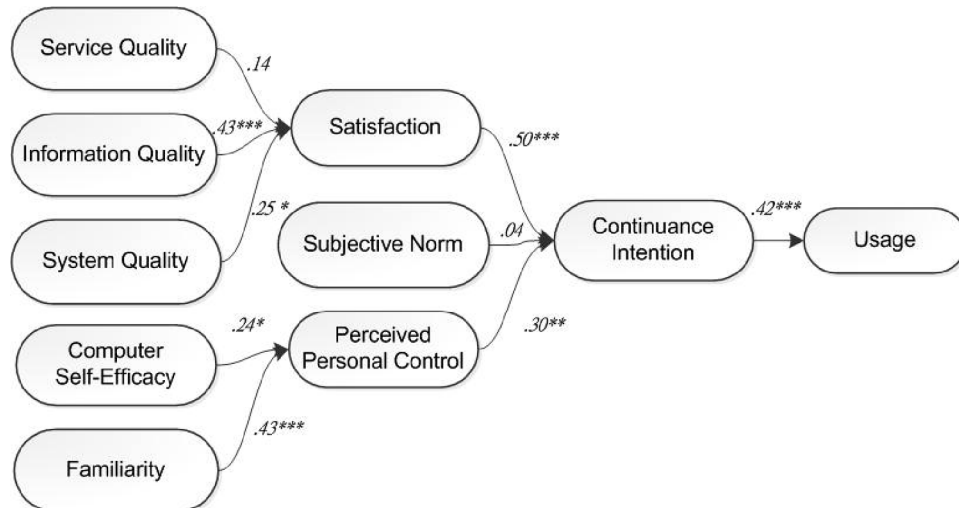 Service Quality
.14
Information Quality
.43***
Satisfaction
.50***
.25 *
System Quality
Subjective Norm
.04
Continuance
Intention
.42***
Usage
Computer
Self-Efficacy
.24*
Perceived
Personal Control
.30**
.43***
Familiarity